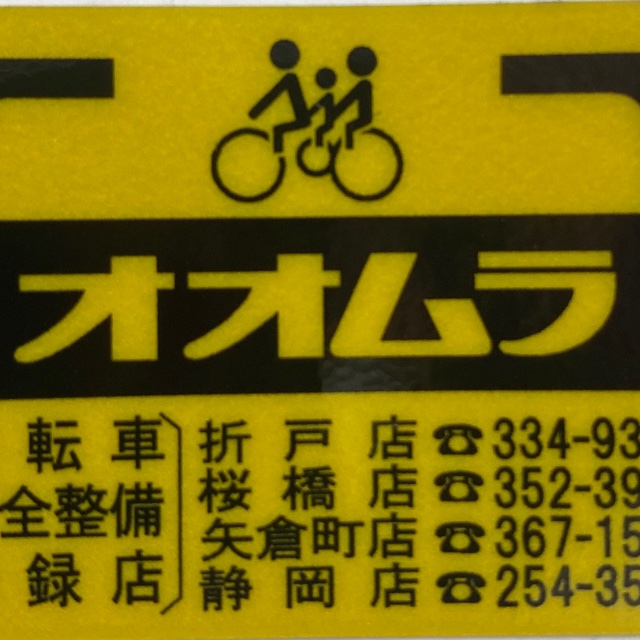 オオムラ
転車
全整備
録店
折戸店 ☎334-93
桜橋店 ☎352-39
矢倉町店 ☎367-15
静岡店 ☎254-35